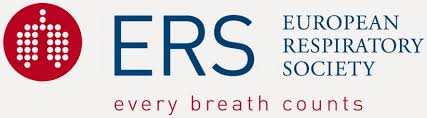 ERS
EUROPEAN
RESPIRATORY
SOCIETY
every breath counts